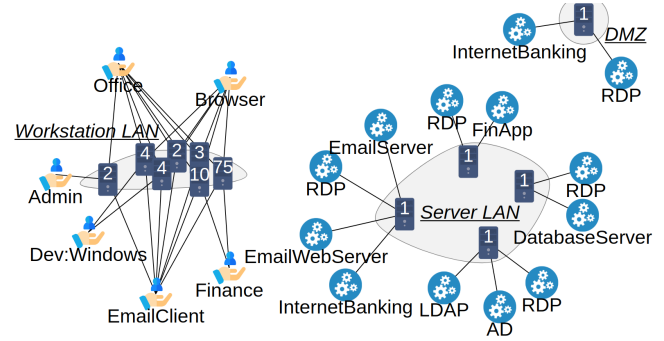 1
DMZ
InternetBanking
RDP
Office
Browser
RDP
FinApp
Workstation LAN
EmailServer
4
2
3
1
2
4
10
75
1
RDP
RDP
Admin
1
Server LAN
DatabaseServer
1
Dev:Windows
EmailWebServer
Finance
InternetBanking
LDAP
RDP
EmailClient
AD